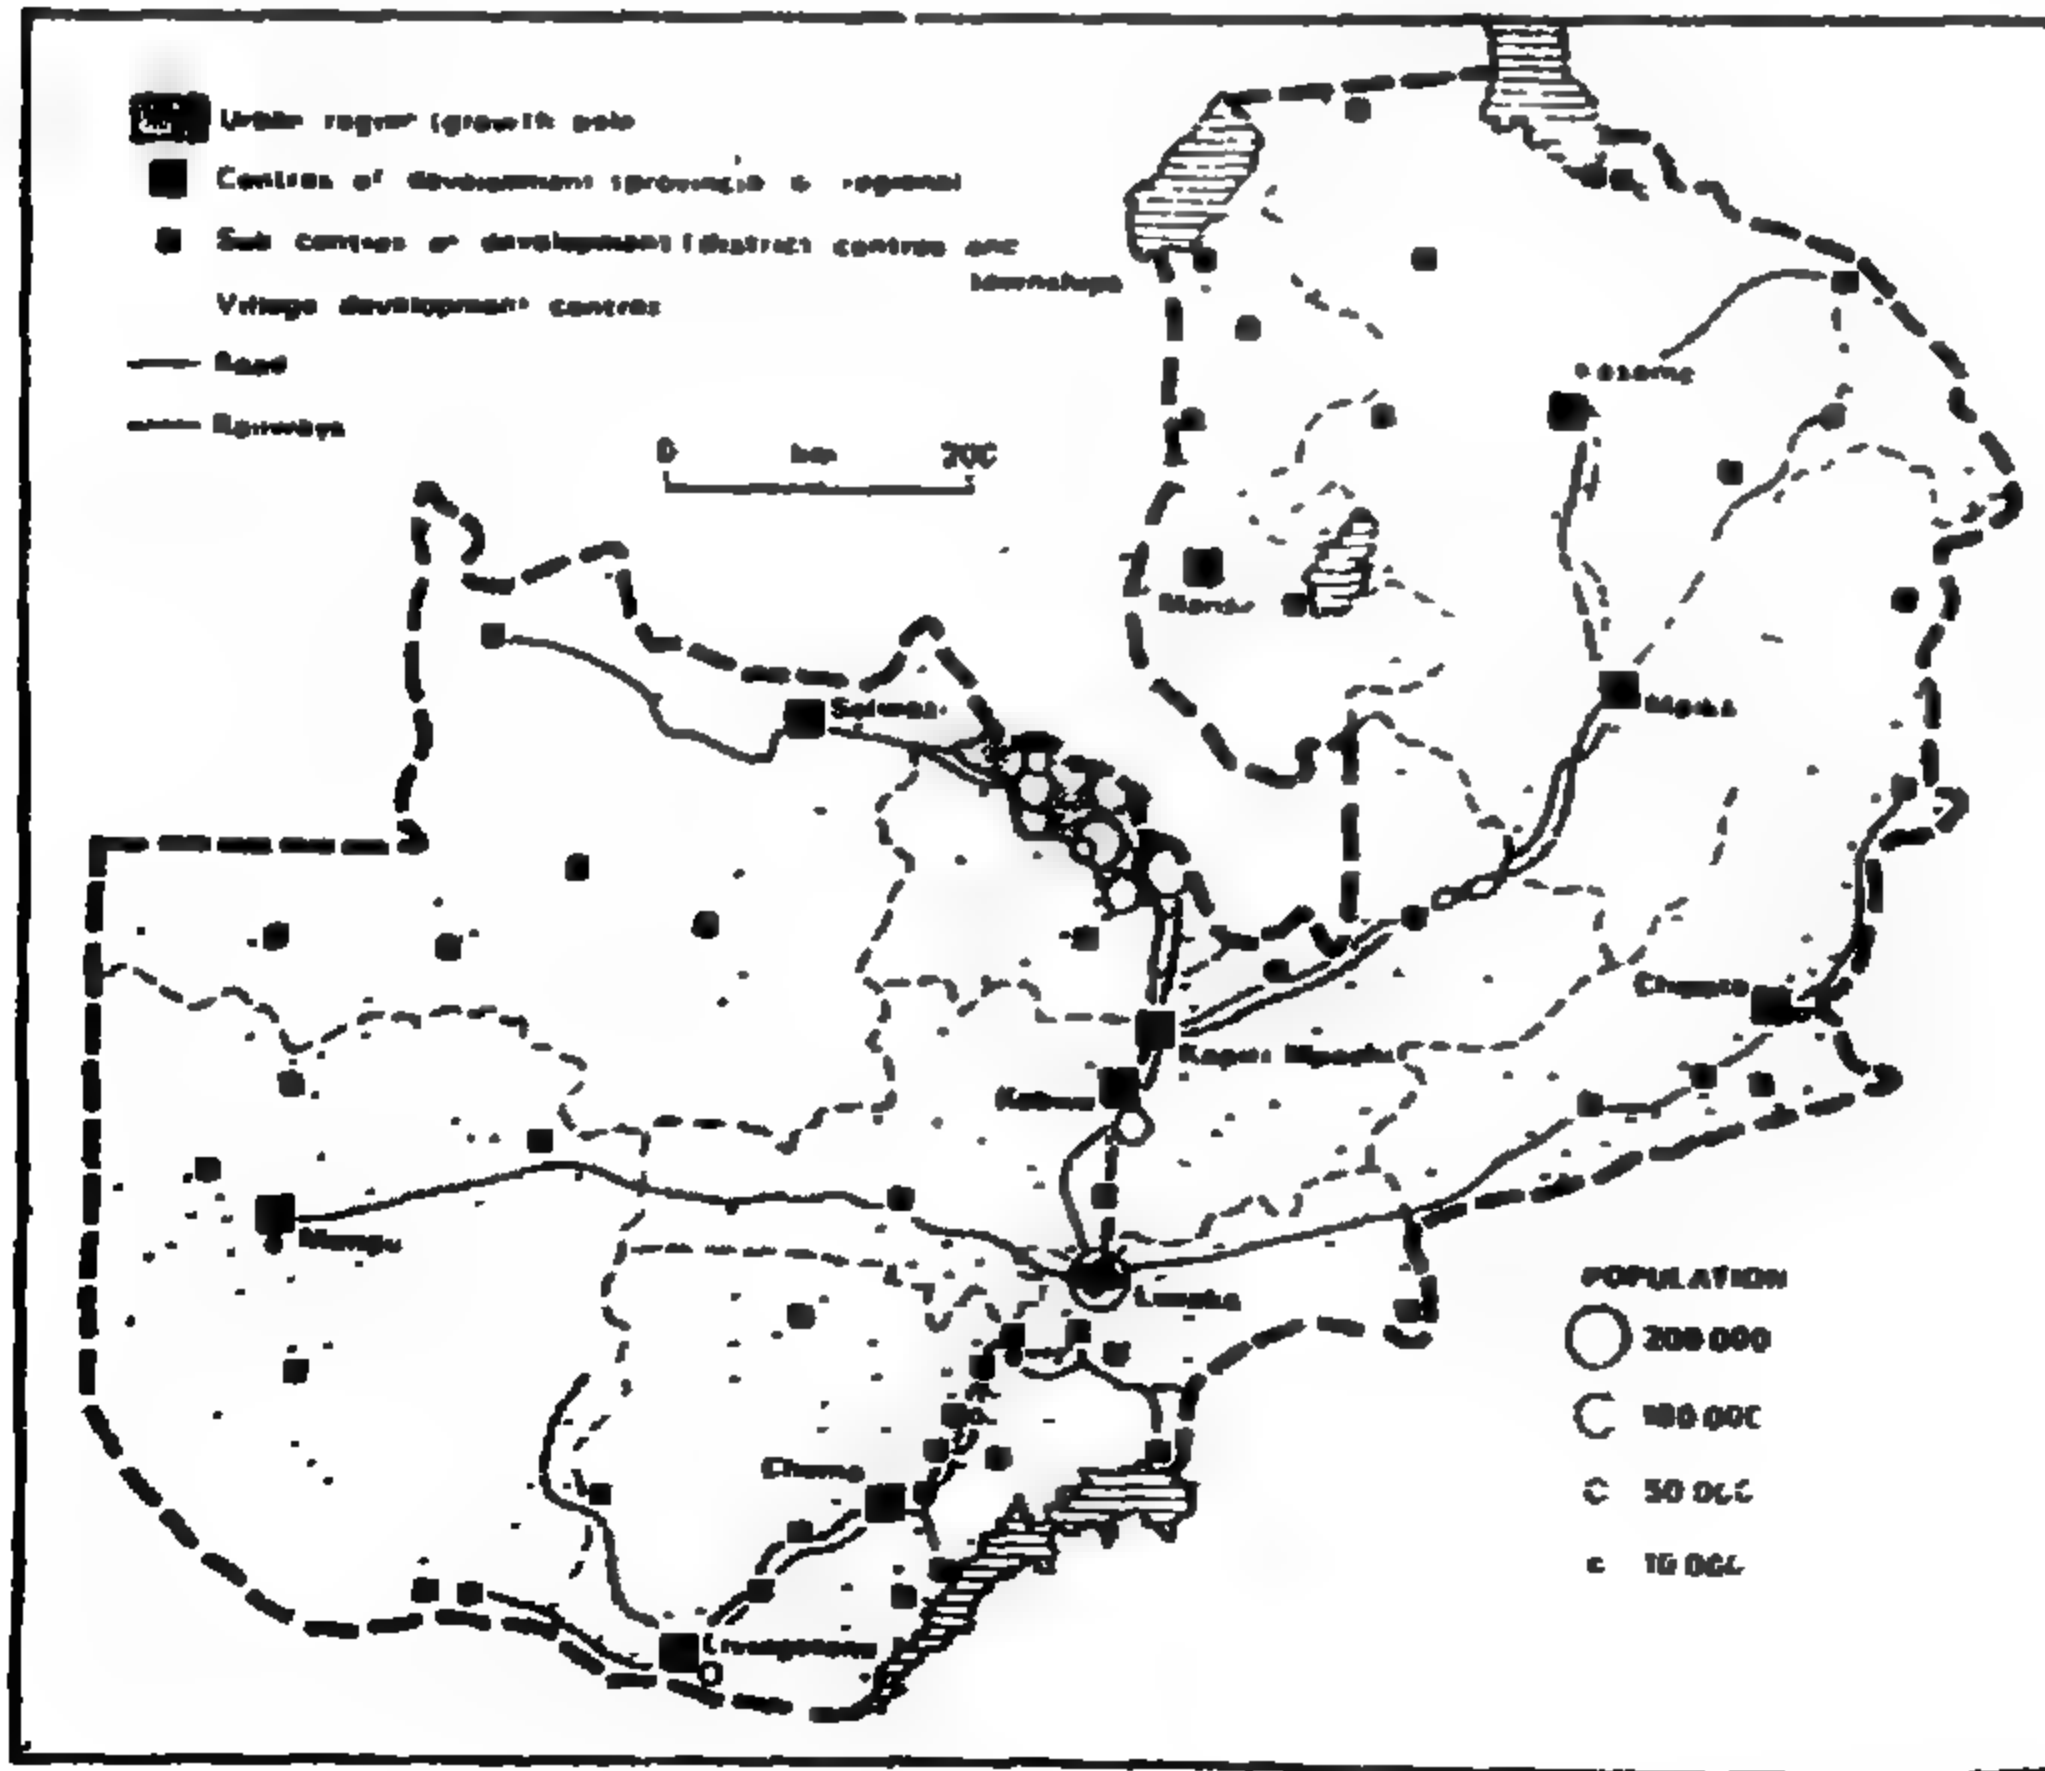 Urban region (growth pole
Centres of development (provincial & regional
Sub centres of development (district centres and
townships
Village development centres
Road
Railways
0 km 200
Kasama
Mansa
Solwezi
Mpika
Chipata
Kapiri Mposhi
Kabwe
Mongu
Lusaka
POPULATION
200 000
100 000
Choma
50 000
10 000
Livingstone